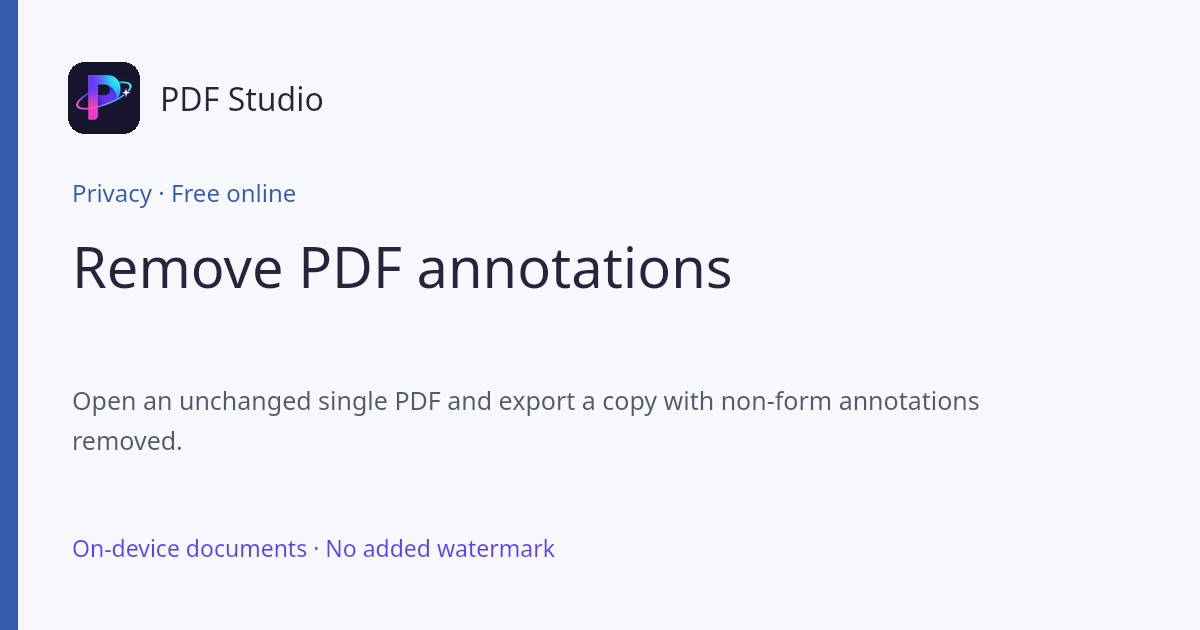 PDF Studio
Privacy · Free online
Remove PDF annotations
Open an unchanged single PDF and export a copy with non-form annotations
removed.
On-device documents · No added watermark